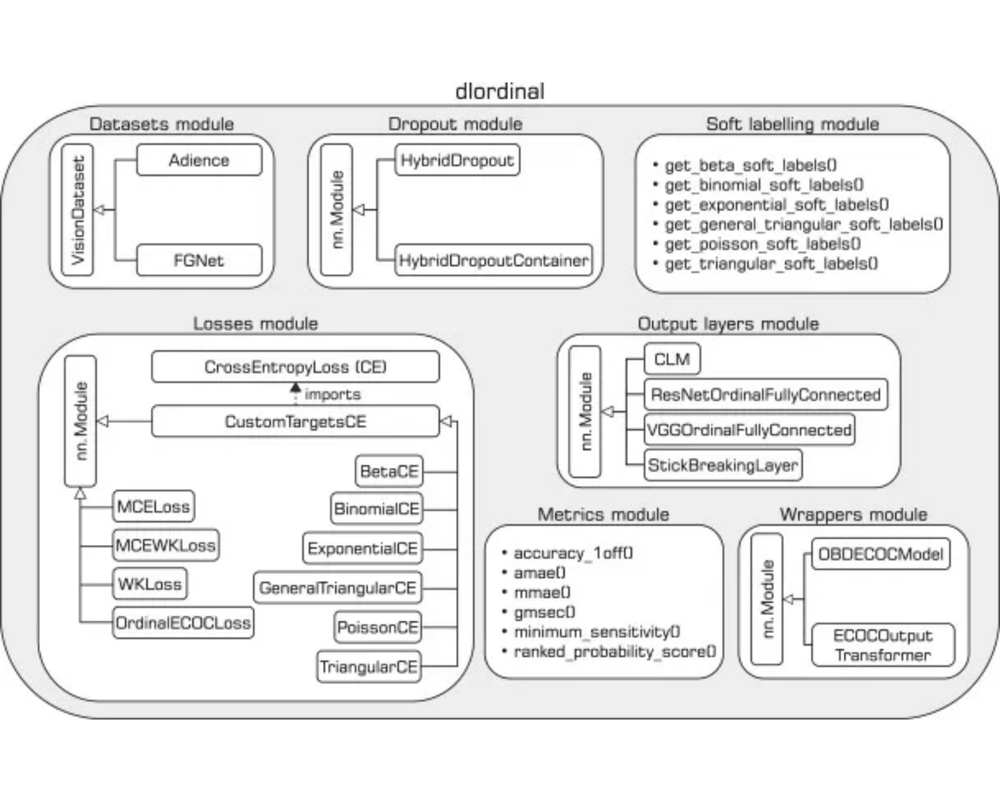 dlordinal
Datasets module
VisionDataset
Adience
FGNet
Dropout module
nn.Module
HybridDropout
HybridDropoutContainer
Soft labelling module
• get_beta_soft_labels()
• get_binomial_soft_labels()
• get_exponential_soft_labels()
• get_general_triangular_soft_labels()
• get_poisson_soft_labels()
• get_triangular_soft_labels()
Losses module
nn.Module
CrossEntropyLoss (CE)
imports
CustomTargetsCE
BetaCE
BinomialCE
ExponentialCE
GeneralTriangularCE
PoissonCE
TriangularCE
MCELoss
MCEWKLoss
WKLoss
OrdinalECOCLoss
Output layers module
nn.Module
CLM
ResNetOrdinalFullyConnected
VGGOrdinalFullyConnected
StickBreakingLayer
Metrics module
• accuracy_1off()
• amae()
• mmae()
• gmsec()
• minimum_sensitivity()
• ranked_probability_score()
Wrappers module
nn.Module
OBDECOCModel
ECOCOutput
Transformer